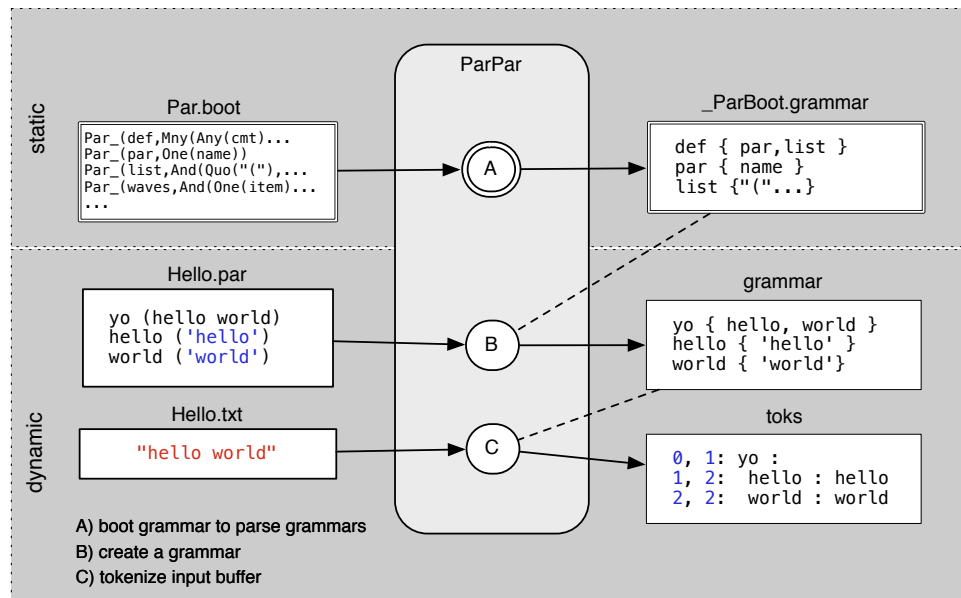 ParPar
static
Par.boot
Par_(def,Mny(Any(cmt)...
Par_(par,One(name))
Par_(list,And(Quo("("),...
Par_(waves,And(One(item)...
...
A
_ParBoot.grammar
def { par,list }
par { name }
list {"("...}
dynamic
Hello.par
yo (hello world)
hello ('hello')
world ('world')
B
grammar
yo { hello, world }
hello { 'hello' }
world { 'world'}
Hello.txt
"hello world"
C
toks
0, 1: yo :
1, 2:  hello : hello
2, 2:  world : world
A) boot grammar to parse grammars
B) create a grammar
C) tokenize input buffer